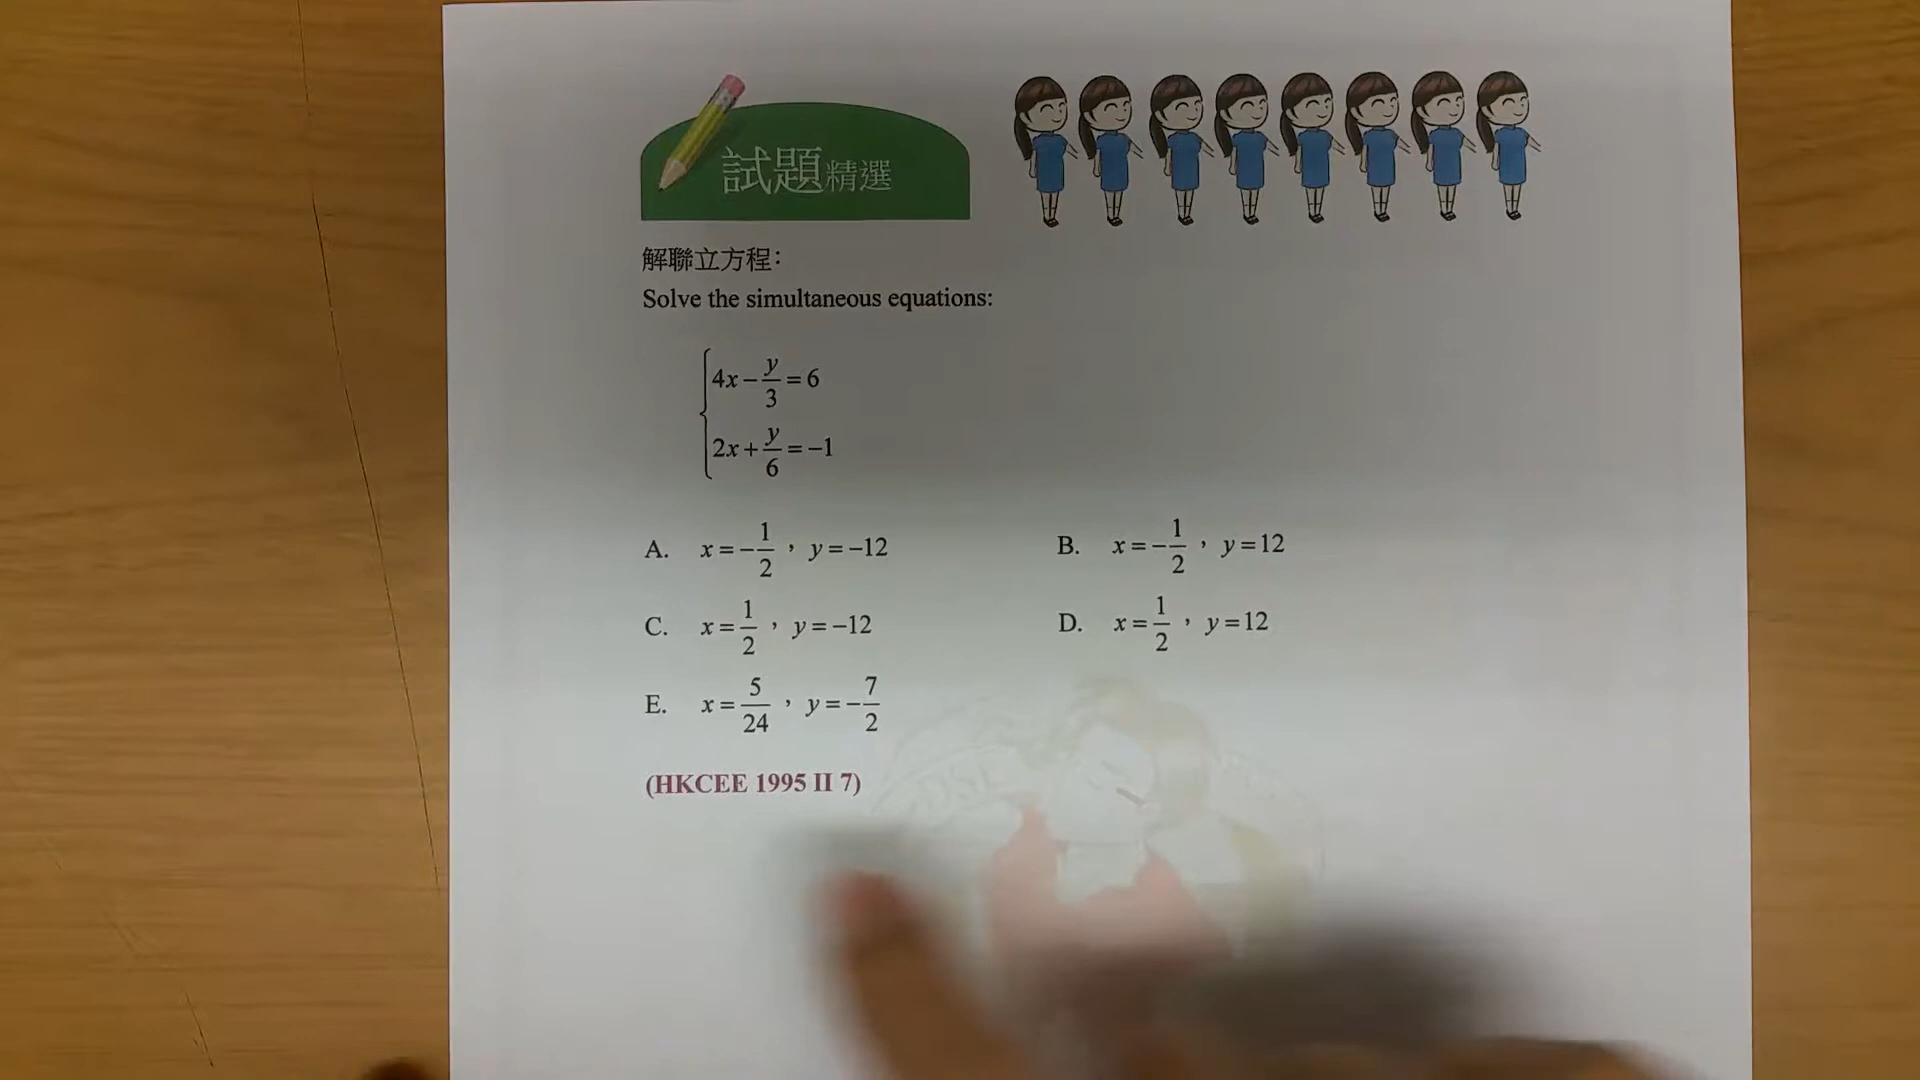 試題精選
解聯立方程：
Solve the simultaneous equations:
4x − y/3 = 6
2x + y/6 = −1
A. x = −1/2 , y = −12
B. x = −1/2 , y = 12
C. x = 1/2 , y = −12
D. x = 1/2 , y = 12
E. x = 5/24 , y = −7/2
(HKCEE 1995 II 7)